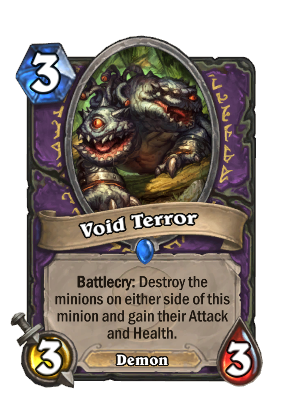 3
Void Terror
Battlecry: Destroy the
minions on either side of this
minion and gain their Attack
and Health.
3
Demon
3